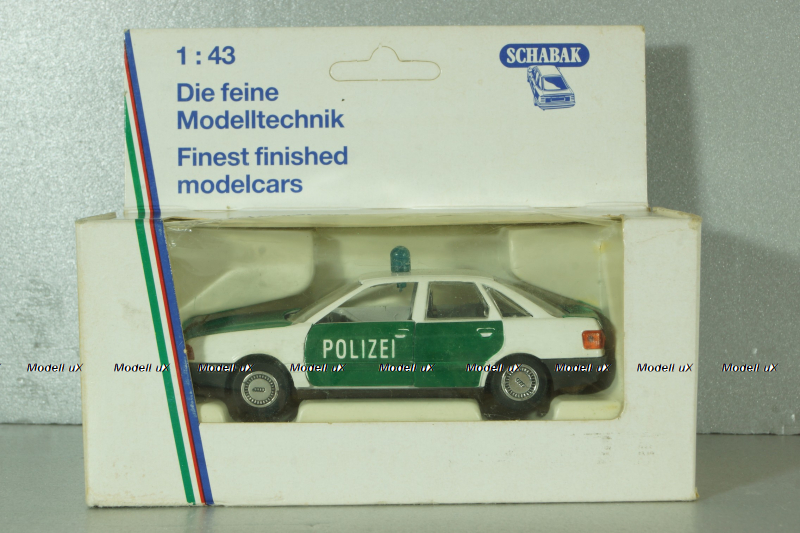 1 : 43
SCHABAK
Die feine
Modelltechnik
Finest finished
modelcars
POLIZEI
Modell uX Modell uX Modell uX Modell uX Modell uX Modell uX Modell uX Modell uX Modell uX